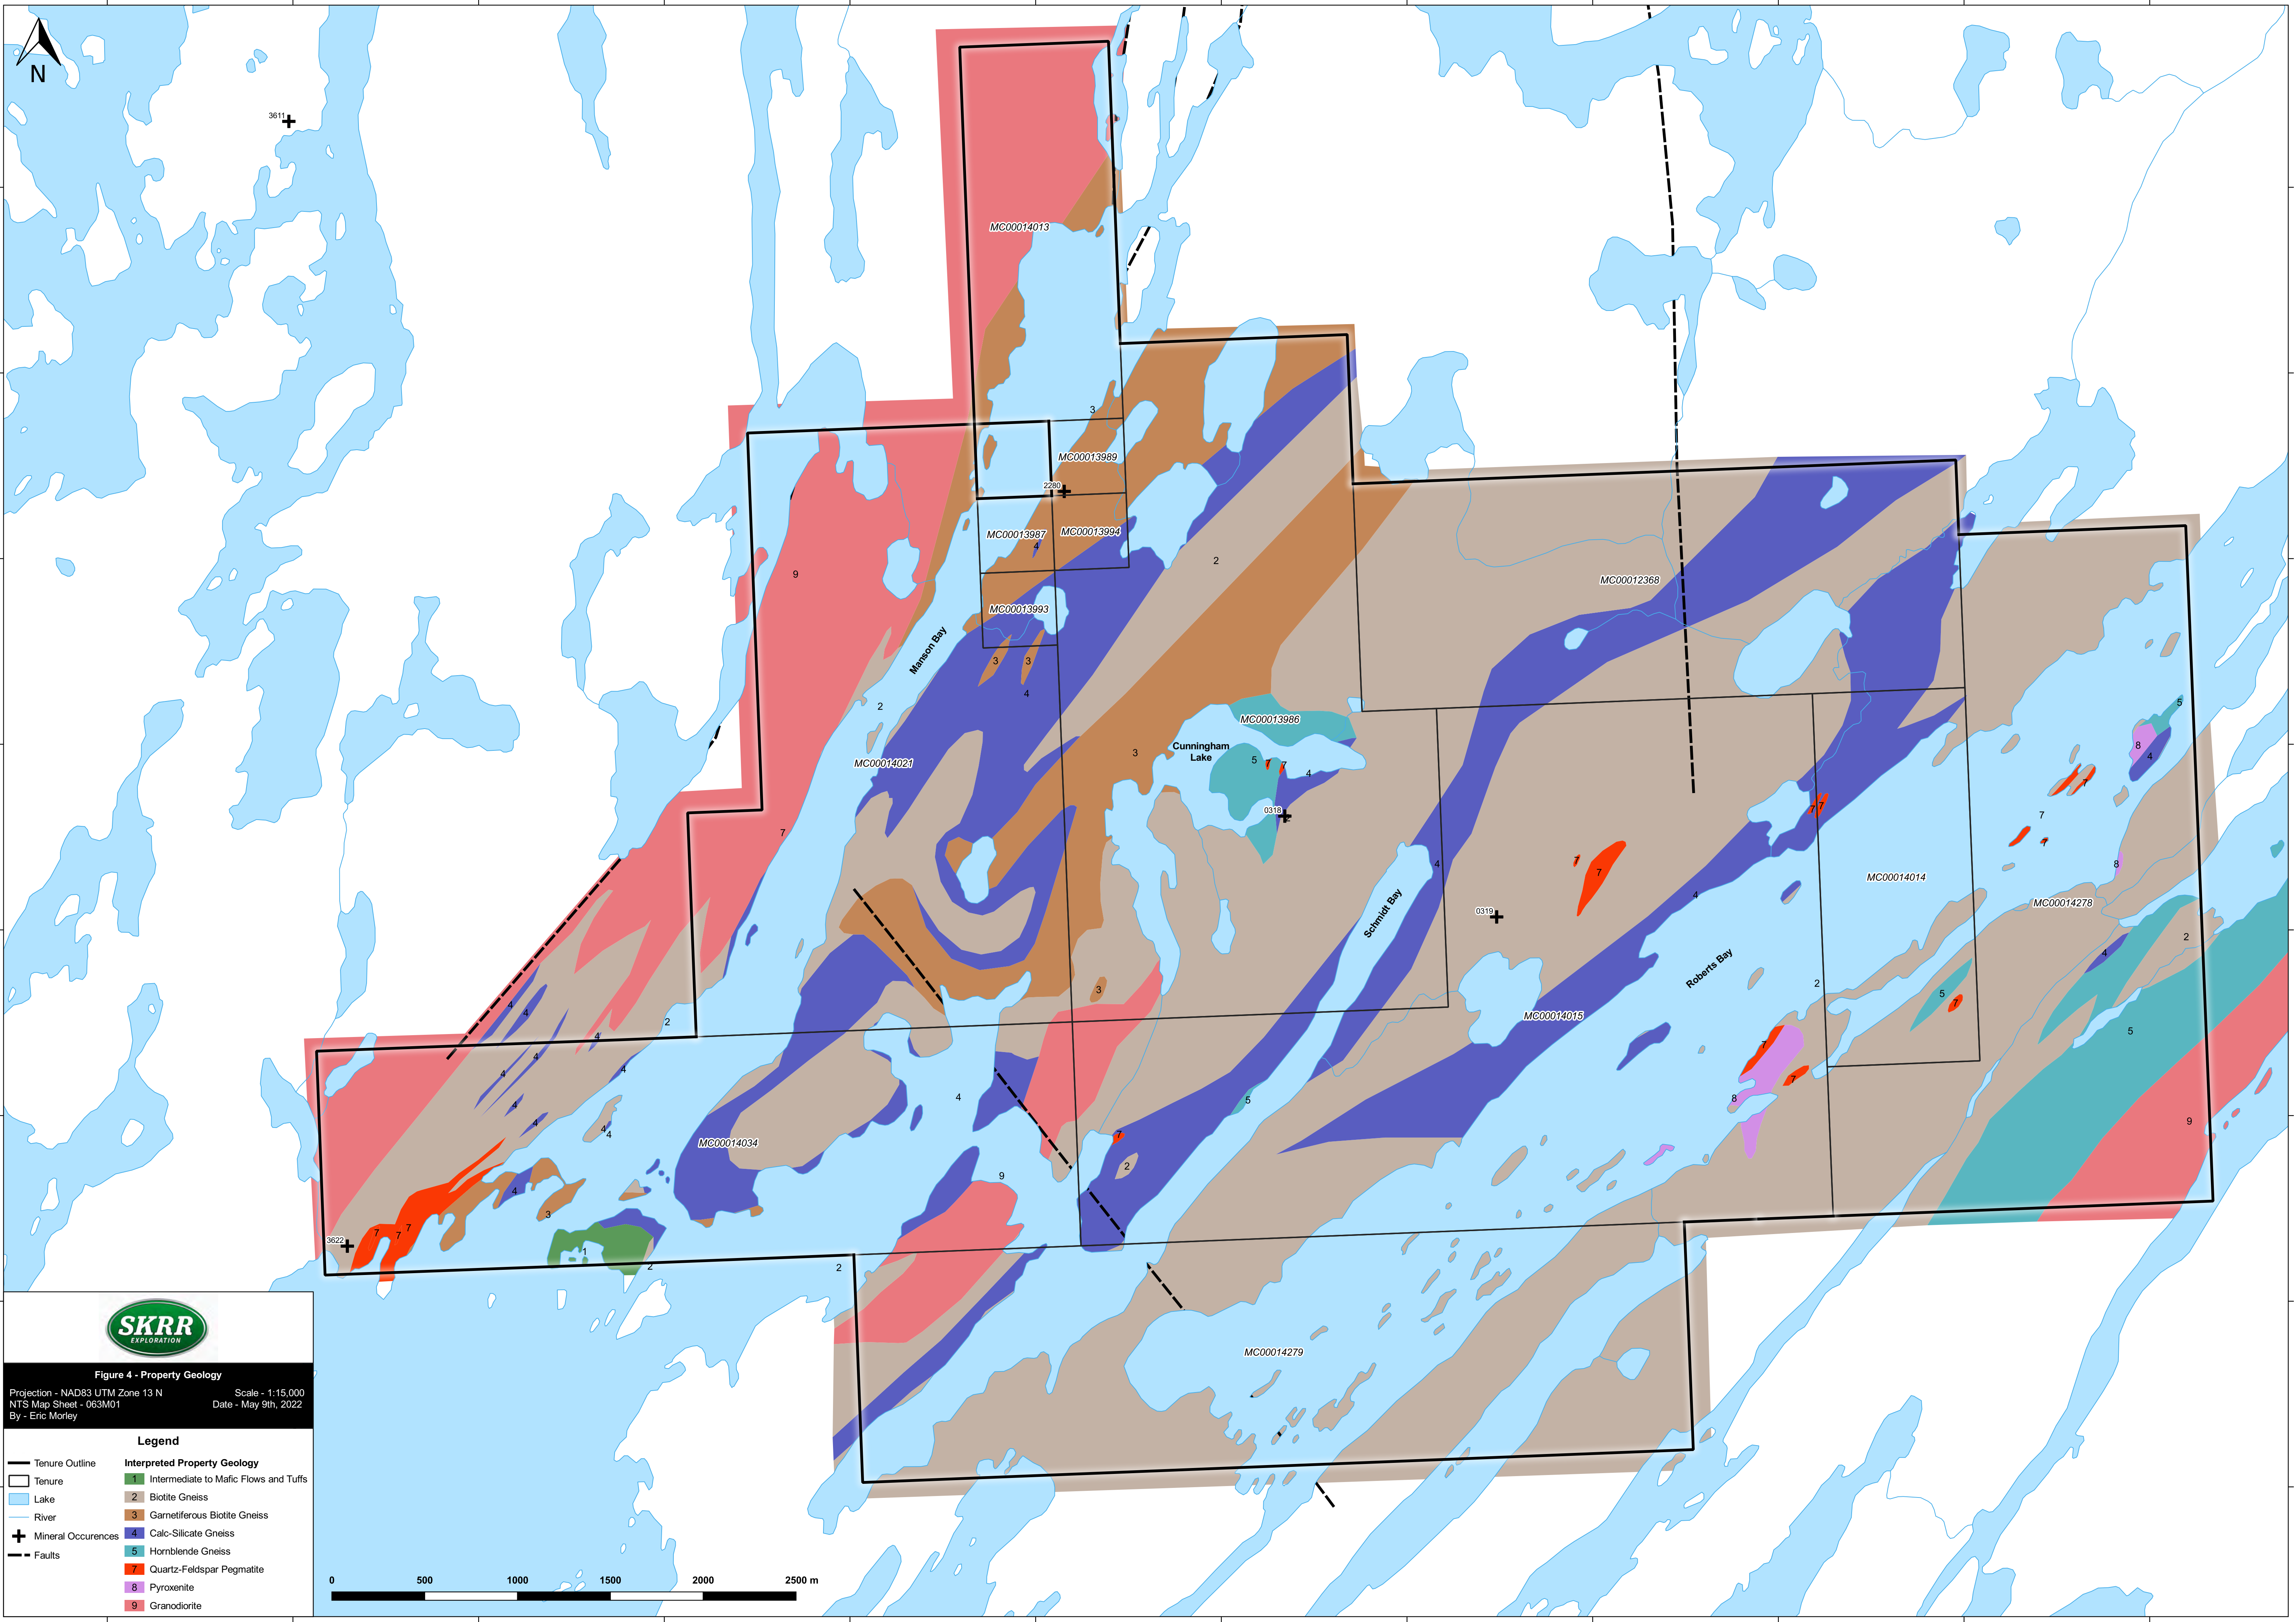 N
3611
MC00014013
3
MC00013989
2280
MC00013987
MC00013994
4
2
9
MC00012368
MC00013993
Manson Bay
3
3
4
2
5
MC00013986
Cunningham
Lake
3
5
7
7
4
8
4
MC00014021
7
0318
7
7
7
7
7
7
4
8
7
7
MC00014014
4
Schmidt Bay
0319
MC00014278
2
4
Roberts Bay
2
3
5
7
4
4
2
MC00014015
5
4
4
7
4
4
7
4
4
5
8
4
4
4
MC00014034
7
9
2
9
4
3
7
7
7
3622
1
2
2
MC00014279
SKRR
EXPLORATION
Figure 4 - Property Geology
Projection - NAD83 UTM Zone 13 N
Scale - 1:15,000
NTS Map Sheet - 063M01
Date - May 9th, 2022
By - Eric Morley
Legend
Tenure Outline
Tenure
Lake
River
Mineral Occurences
Faults
Interpreted Property Geology
1 Intermediate to Mafic Flows and Tuffs
2 Biotite Gneiss
3 Garnetiferous Biotite Gneiss
4 Calc-Silicate Gneiss
5 Hornblende Gneiss
7 Quartz-Feldspar Pegmatite
8 Pyroxenite
9 Granodiorite
0 500 1000 1500 2000 2500 m